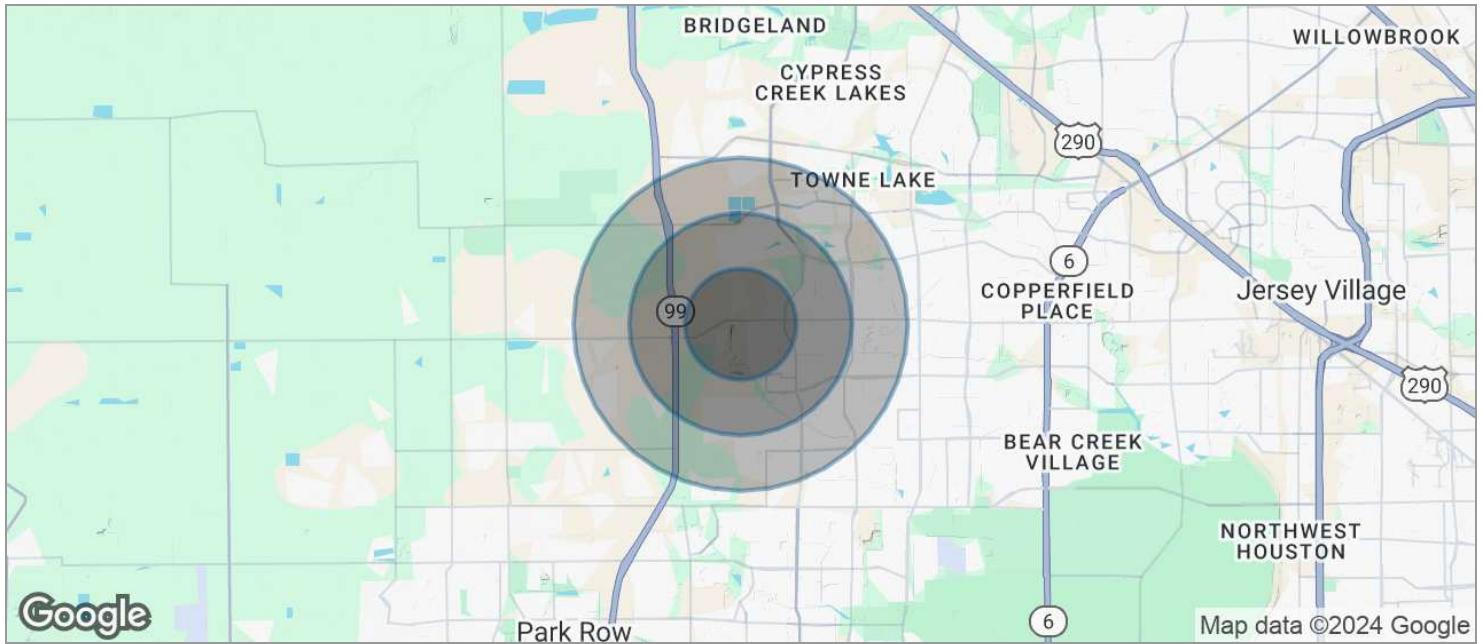 BRIDGELAND
WILLOWBROOK
CYPRESS
CREEK LAKES
290
TOWNE LAKE
6
COPPERFIELD
PLACE
Jersey Village
99
290
BEAR CREEK
VILLAGE
NORTHWEST
HOUSTON
Google
Park Row
6
Map data ©2024 Google